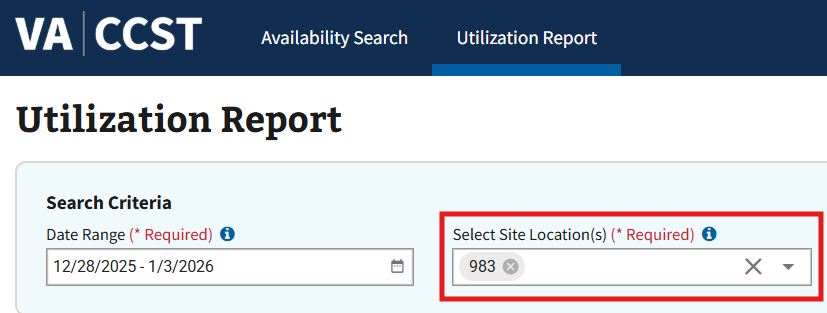 VA | CCST Availability Search Utilization Report
Utilization Report
Search Criteria
Date Range (* Required) Select Site Location(s) (* Required)
12/28/2025 - 1/3/2026 983